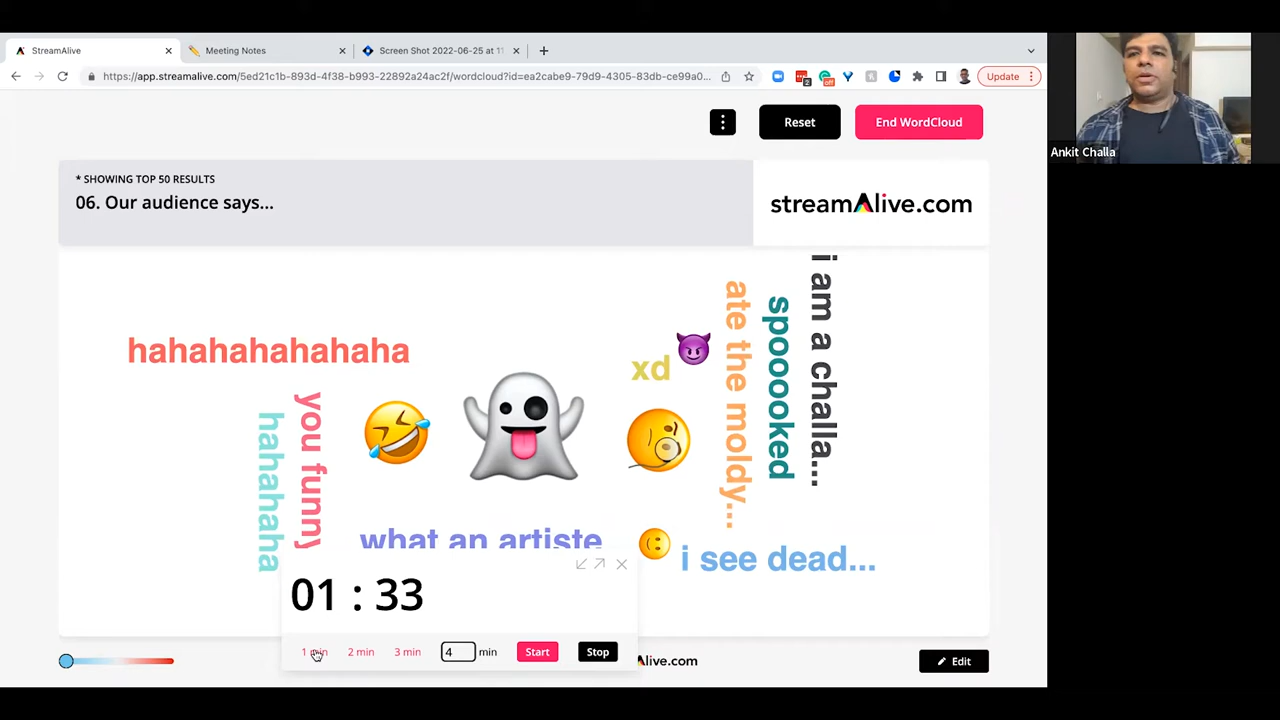 StreamAlive
Meeting Notes
Screen Shot 2022-06-25 at 11
https://app.streamalive.com/5ed21c1b-893d-4f38-b993-22892a24ac2f/wordcloud?id=ea2cabe9-79d9-4305-83db-ce99a0...
2
off
Update
Ankit Challa
Reset
End WordCloud
* SHOWING TOP 50 RESULTS
06. Our audience says...
streamAlive.com
hahahahahahaha
hahahaha
you funny
xd
ate the moldy...
spooooked
i am a challa...
what an artiste
i see dead...
01 : 33
1 min
2 min
3 min
4 min
Start
Stop
Alive.com
Edit